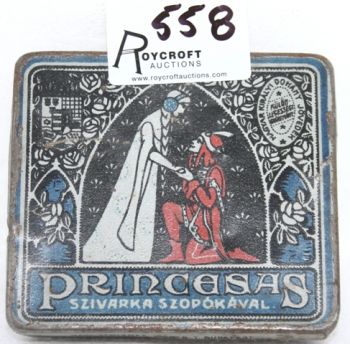 558
ROYCROFT
AUCTIONS
www.roycroftauctions.com
PRINCESAS
SZIVARKA SZOPÓKÁVAL.